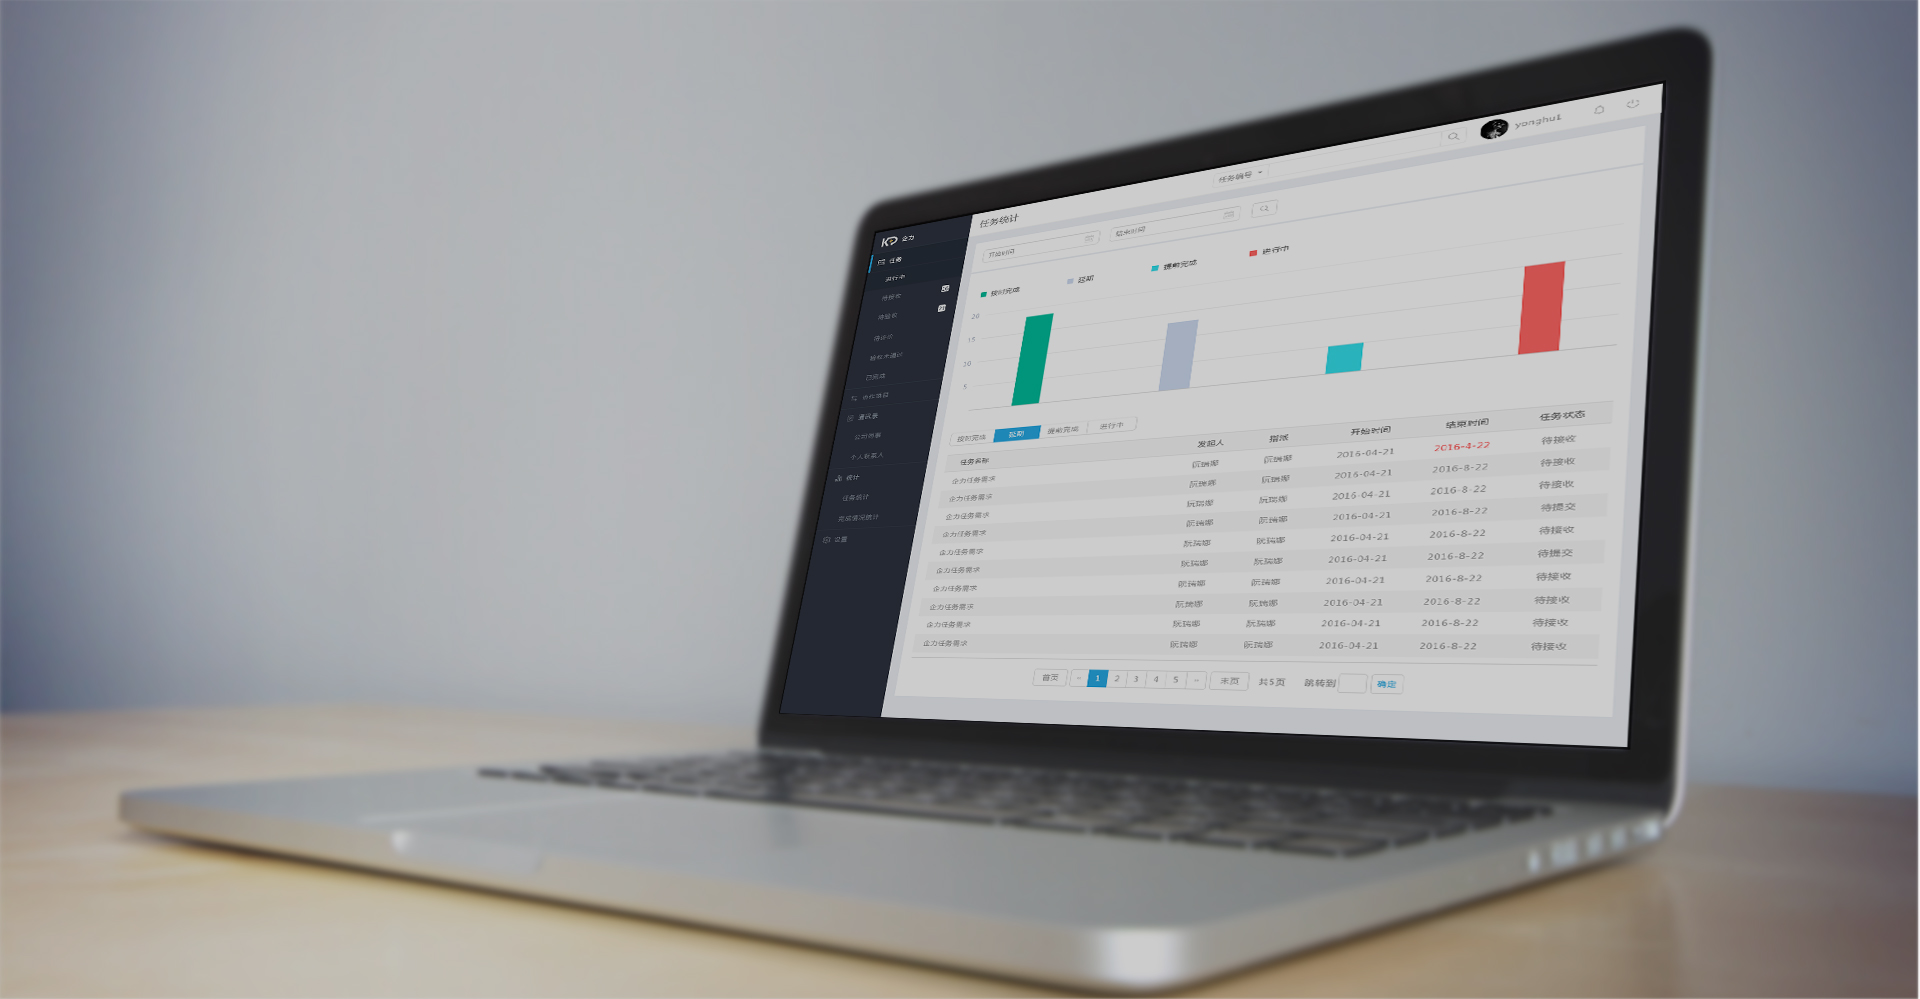 企力
任务
进行中
待接收
待验收
待评价
已完成
通讯录
个人联系人
统计
任务统计
完成情况统计
设置
任务统计
任务编号
yonghu1
开始时间
结束时间
按时完成
延期
提前完成
进行中
20
15
10
5
按时完成 延期 提前完成 进行中
任务名称 发起人 指派 开始时间 结束时间 任务状态
企力任务需求 阮瑞娜 阮瑞娜 2016-04-21 2016-4-22 待接收
企力任务需求 阮瑞娜 阮瑞娜 2016-04-21 2016-8-22 待接收
企力任务需求 阮瑞娜 阮瑞娜 2016-04-21 2016-8-22 待接收
企力任务需求 阮瑞娜 阮瑞娜 2016-04-21 2016-8-22 待提交
企力任务需求 阮瑞娜 阮瑞娜 2016-04-21 2016-8-22 待接收
企力任务需求 阮瑞娜 阮瑞娜 2016-04-21 2016-8-22 待提交
企力任务需求 阮瑞娜 阮瑞娜 2016-04-21 2016-8-22 待接收
企力任务需求 阮瑞娜 阮瑞娜 2016-04-21 2016-8-22 待接收
企力任务需求 阮瑞娜 阮瑞娜 2016-04-21 2016-8-22 待接收
企力任务需求 阮瑞娜 阮瑞娜 2016-04-21 2016-8-22 待接收
首页 1 2 3 4 5 末页 共5页 跳转到 确定